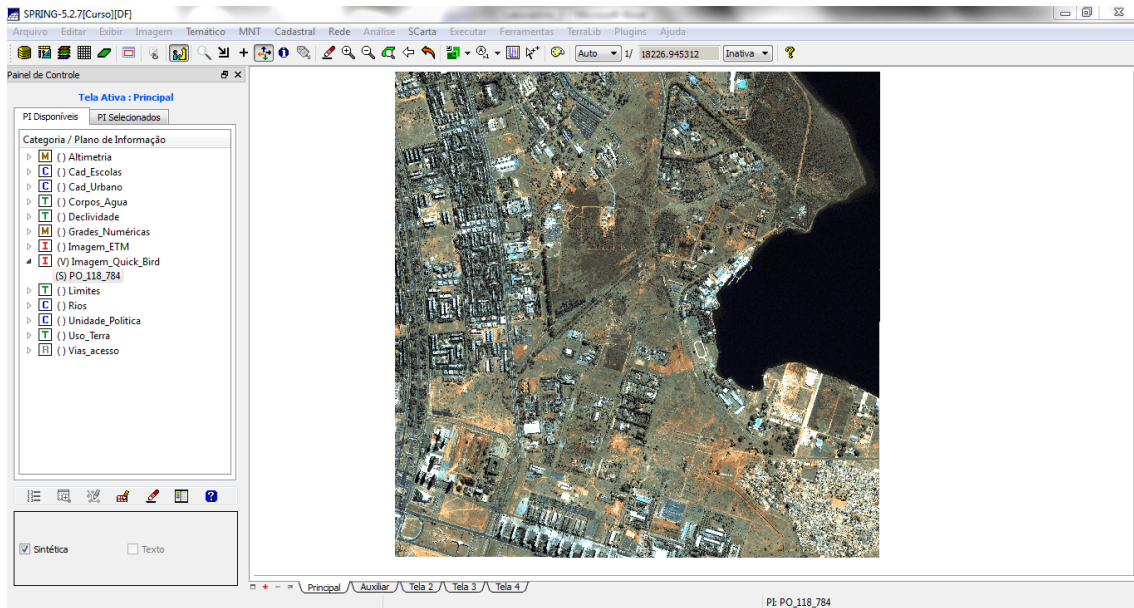 SPRING-5.2.7[Curso][DF]
Arquivo Editar Exibir Imagem Temático MNT Cadastral Rede Análise SCarta Executar Ferramentas TerraLib Plugins Ajuda
Auto 1/ 18226.945312 Inativa
Painel de Controle
Tela Ativa : Principal
PI Disponíveis PI Selecionados
Categoria / Plano de Informação
M ( ) Altimetria
C ( ) Cad_Escolas
C ( ) Cad_Urbano
T ( ) Corpos_Agua
T ( ) Declividade
M ( ) Grades_Numéricas
I ( ) Imagem_ETM
I (V) Imagem_Quick_Bird
(S) PO_118_784
T ( ) Limites
C ( ) Rios
C ( ) Unidade_Politica
T ( ) Uso_Terra
R ( ) Vias_acesso
Sintética Texto
Principal Auxiliar Tela 2 Tela 3 Tela 4
PI: PO_118_784